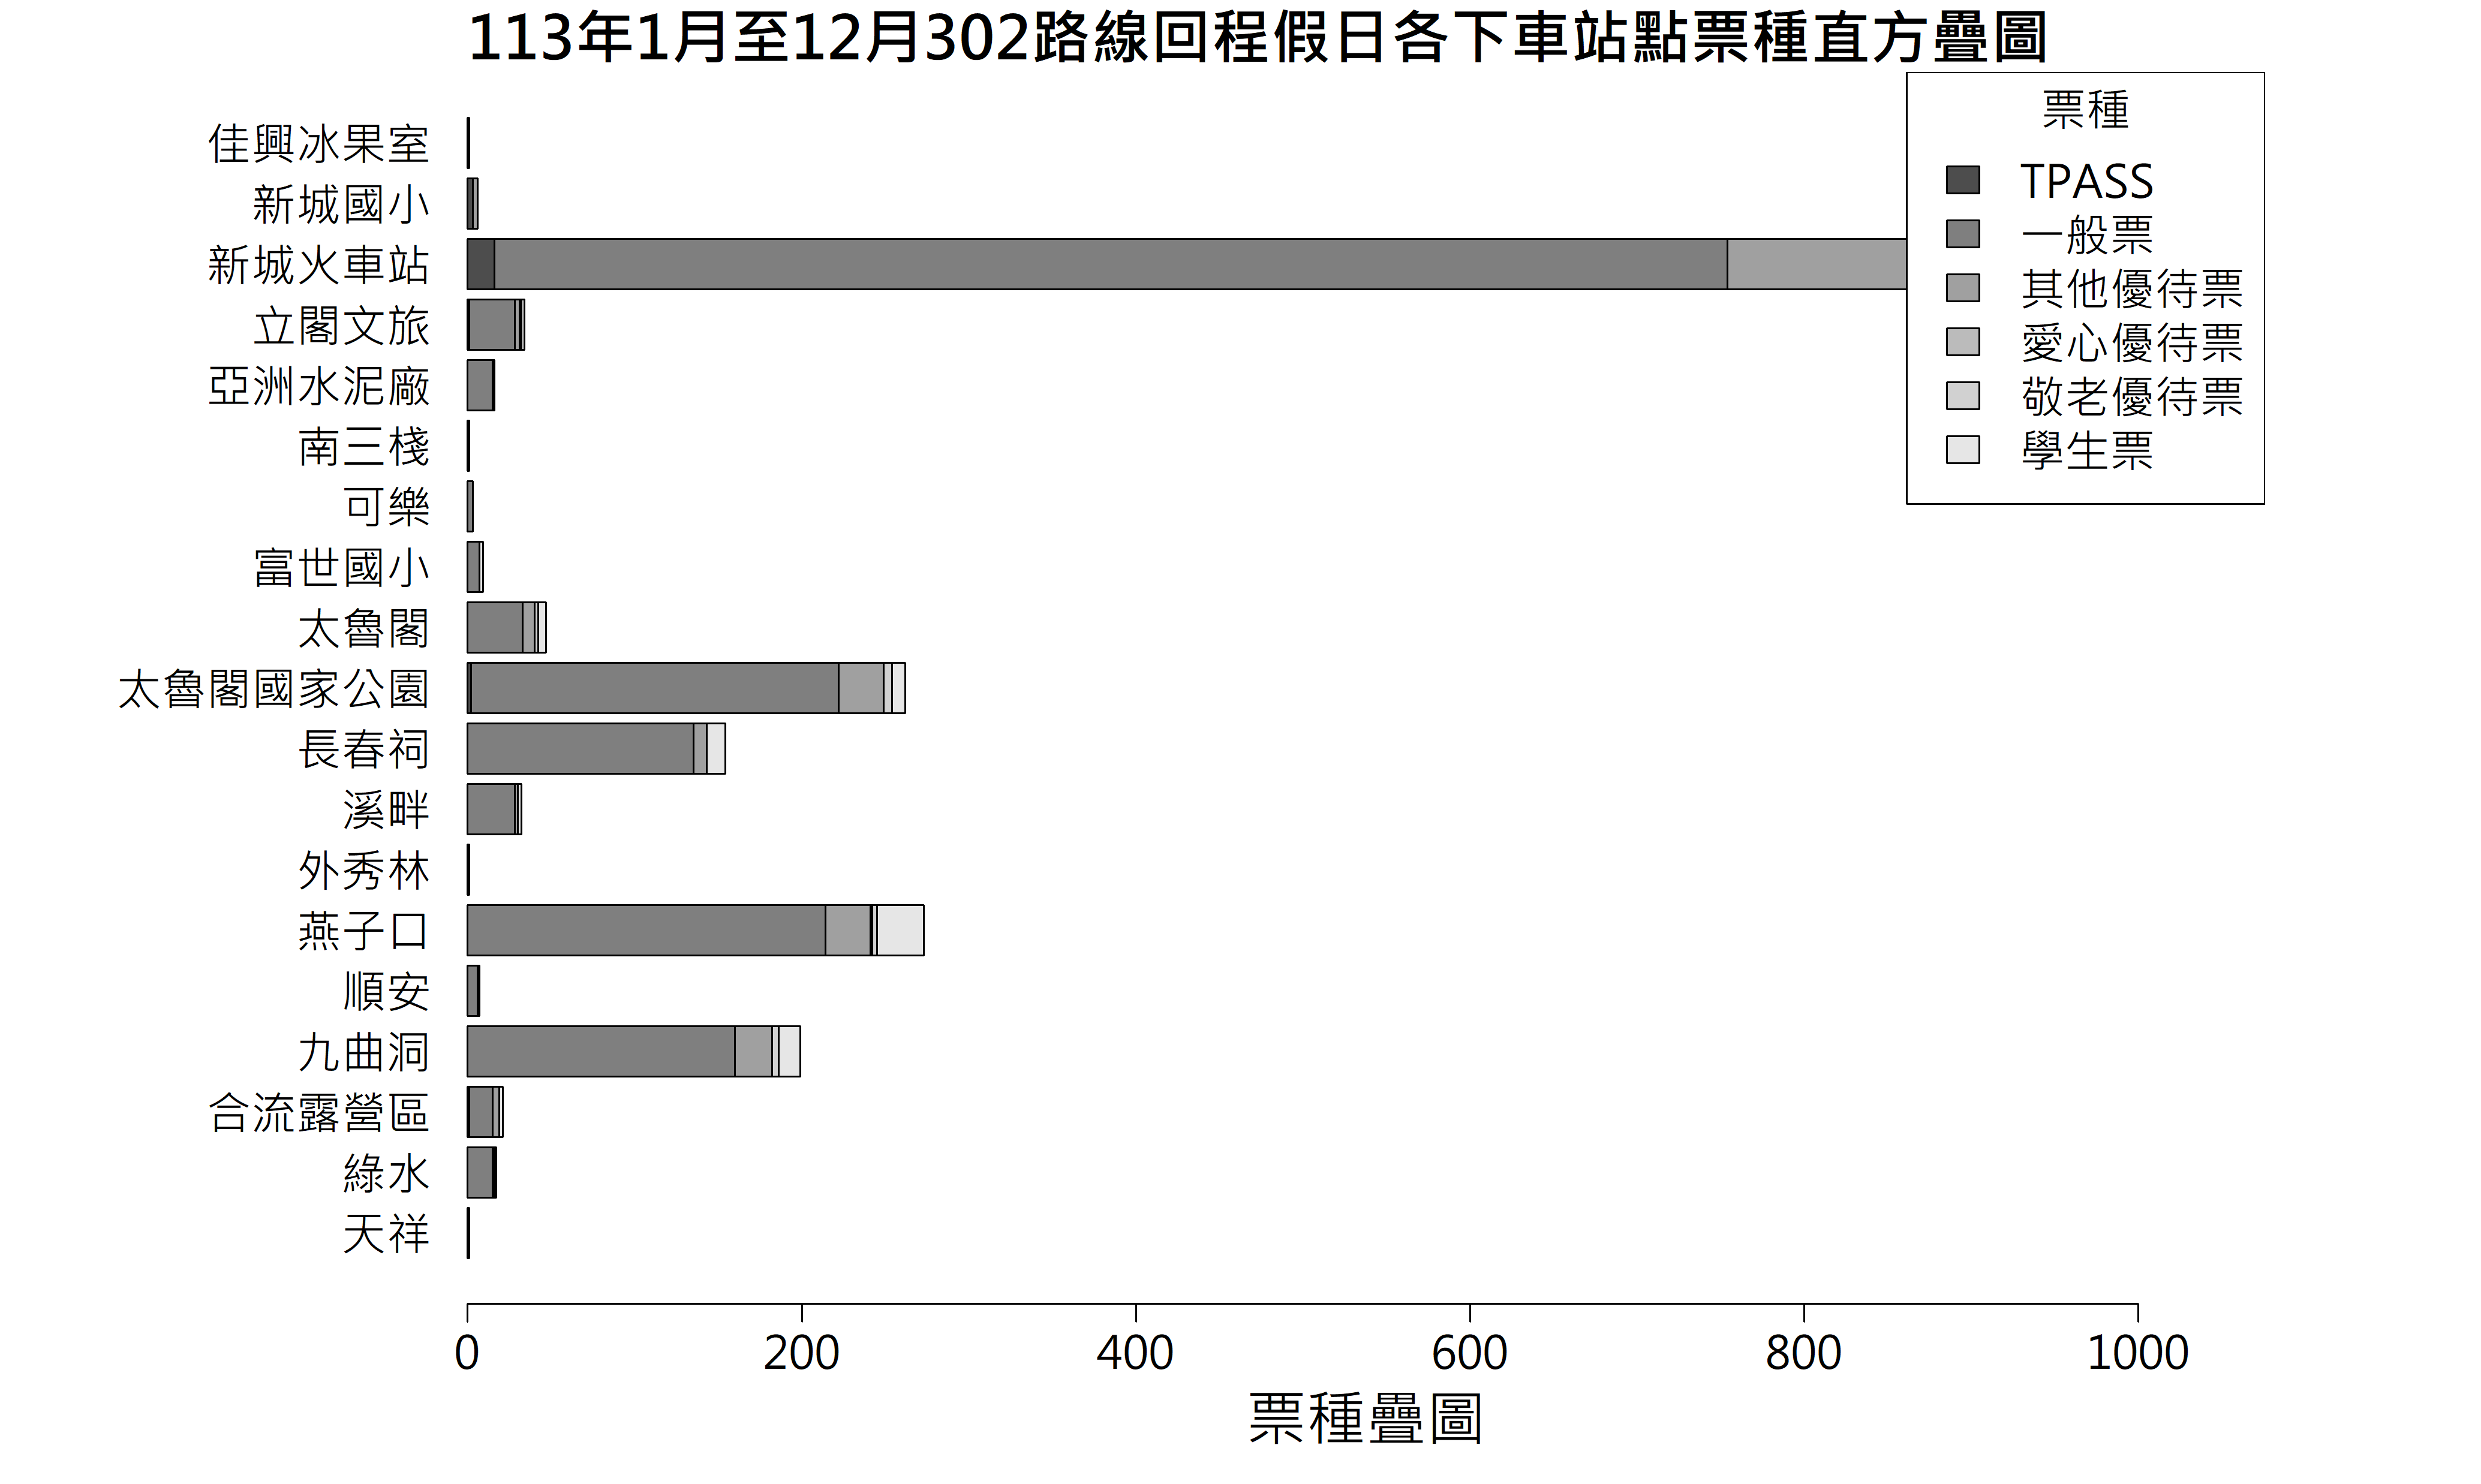 113年1月至12月302路線回程假日各下車站點票種直方疊圖
票種
TPASS
一般票
其他優待票
愛心優待票
敬老優待票
學生票
佳興冰果室
新城國小
新城火車站
立閣文旅
亞洲水泥廠
南三棧
可樂
富世國小
太魯閣
太魯閣國家公園
長春祠
溪畔
外秀林
燕子口
順安
九曲洞
合流露營區
綠水
天祥
0 200 400 600 800 1000
票種疊圖